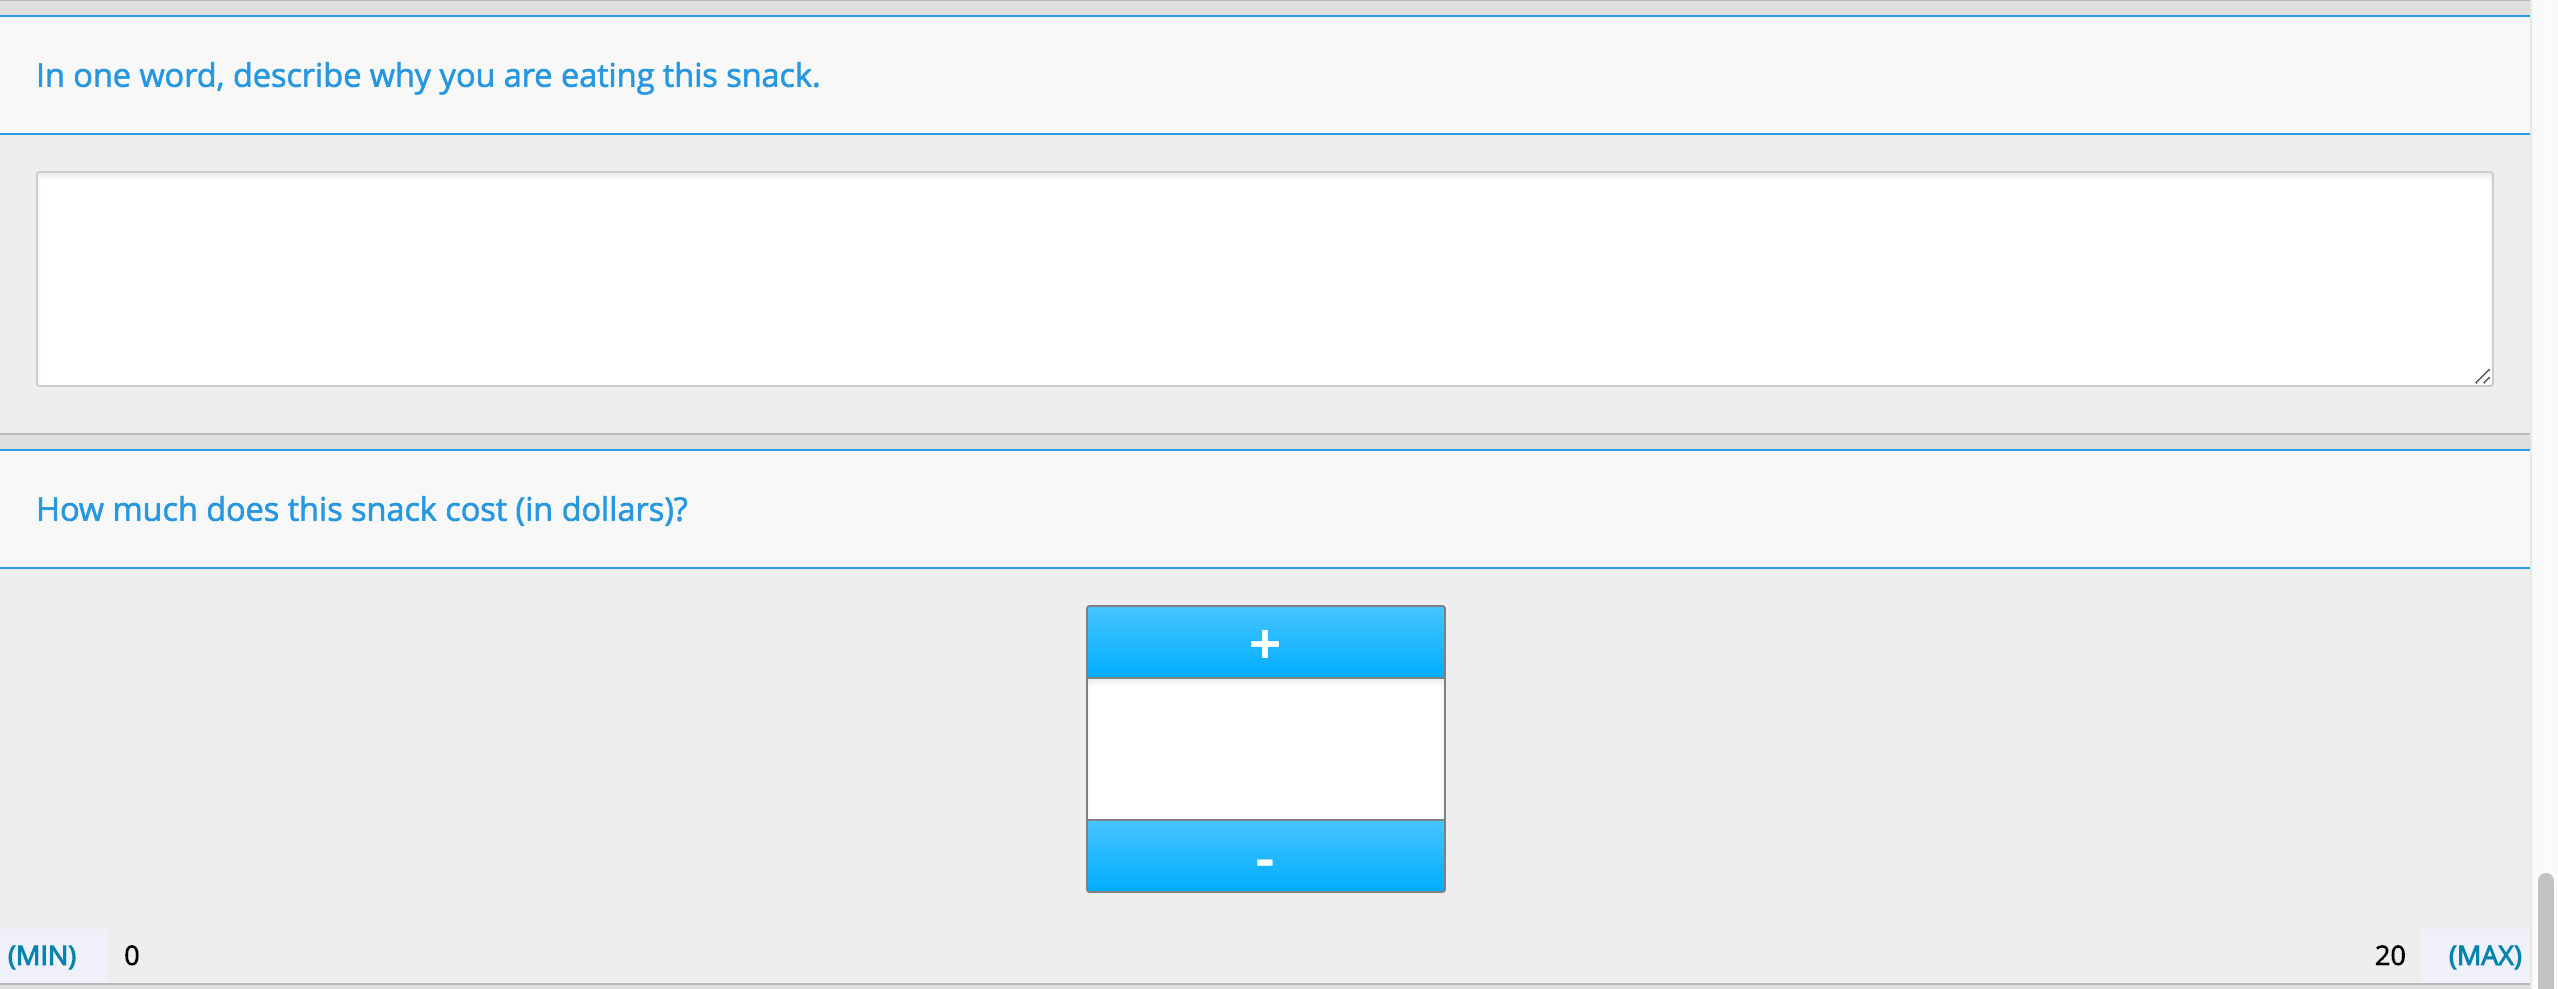 In one word, describe why you are eating this snack.
How much does this snack cost (in dollars)?
+
-
(MIN) 0 20 (MAX)